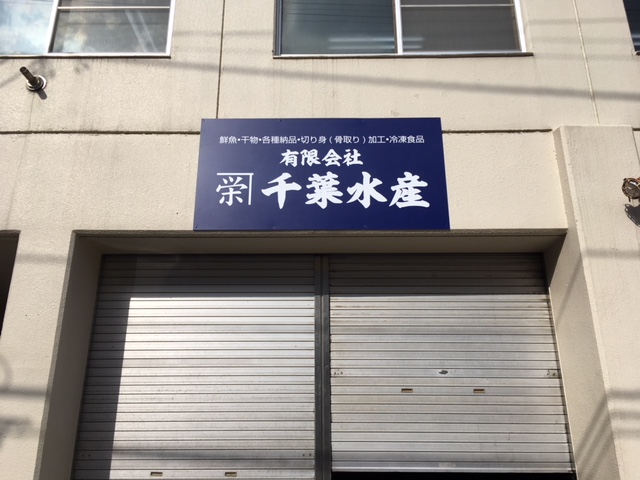 鮮魚・干物・各種納品・切り身(骨取り)加工・冷凍食品
有限会社
栄 千葉水産